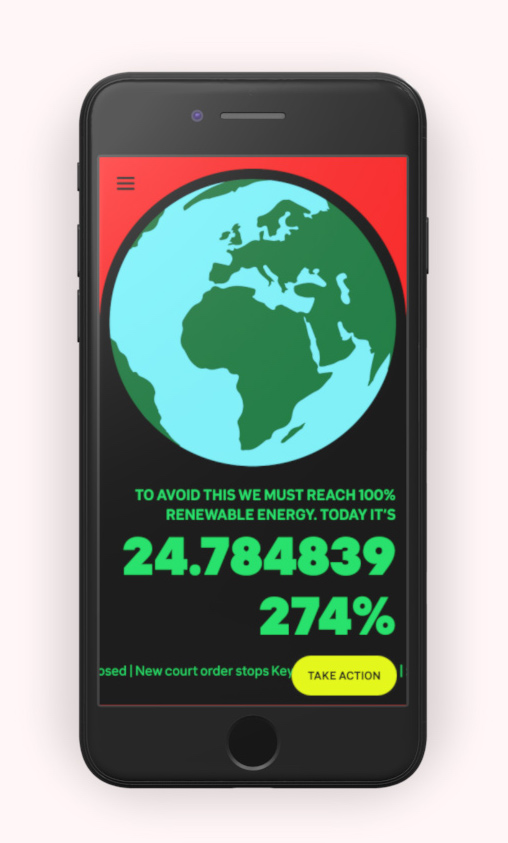 TO AVOID THIS WE MUST REACH 100%
RENEWABLE ENERGY. TODAY IT'S
24.784839
274%
osed | New court order stops Key
TAKE ACTION
|